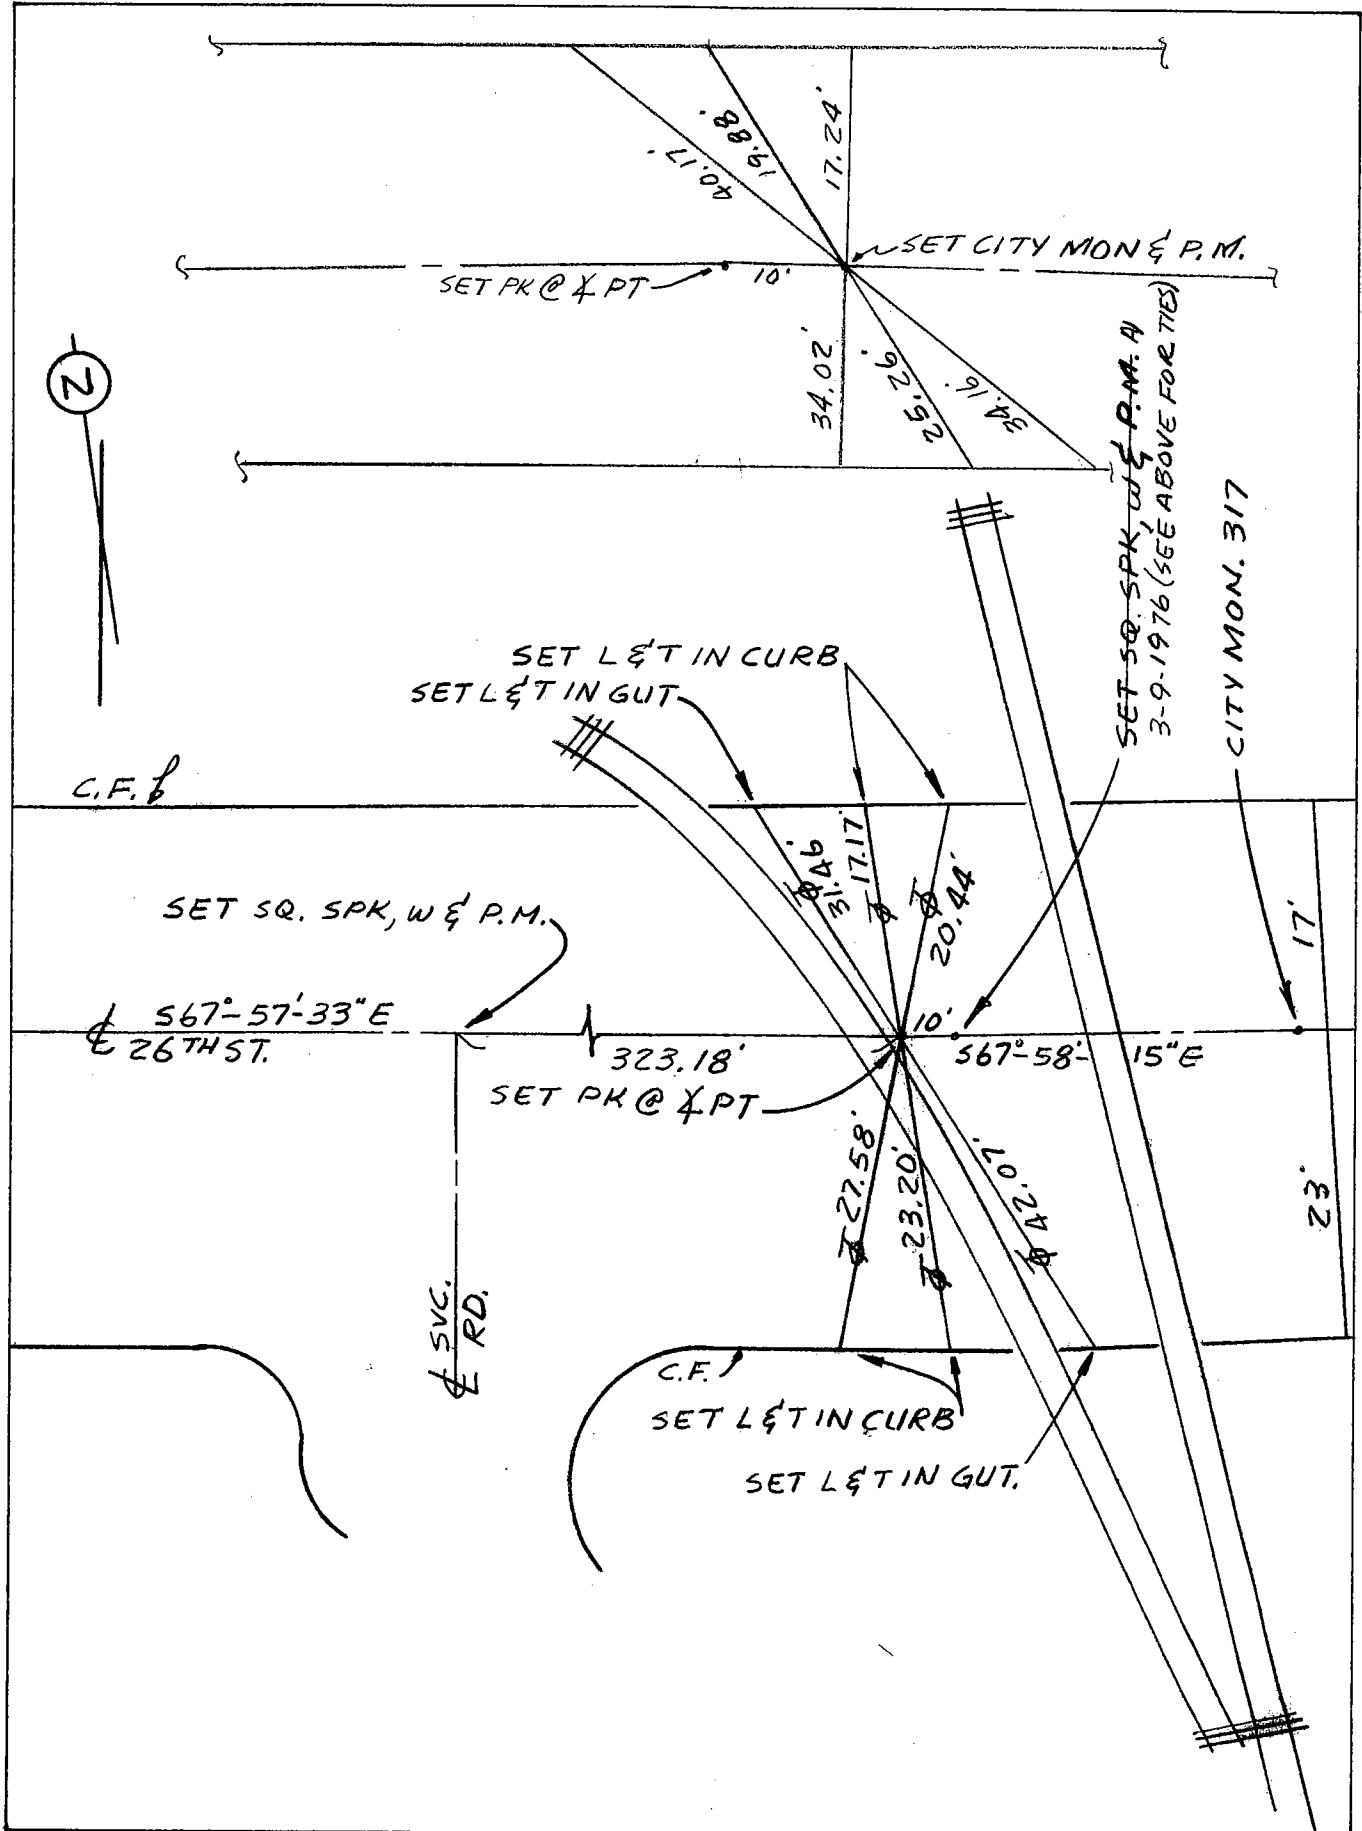 40.17'
19.88'
17.24'
SET CITY MON & P.M.
SET PK @ ∡ PT
10'
34.02'
25.26'
34.16'
2
SET SQ. SPK, W & P.M.
3-9-1976 (SEE ABOVE FOR TIES)
CITY MON. 317
SET L & T IN CURB
SET L & T IN GUT
C.F.
31.46'
17.17'
20.44'
17'
SET SQ. SPK, W & P.M.
℄ S67°-57'-33"E
26TH ST.
323.18'
10'
S67°-58'-15"E
SET PK @ ∡ PT
27.58'
23.20'
42.07'
23'
℄ SVC.
RD.
C.F.
SET L & T IN CURB
SET L & T IN GUT.